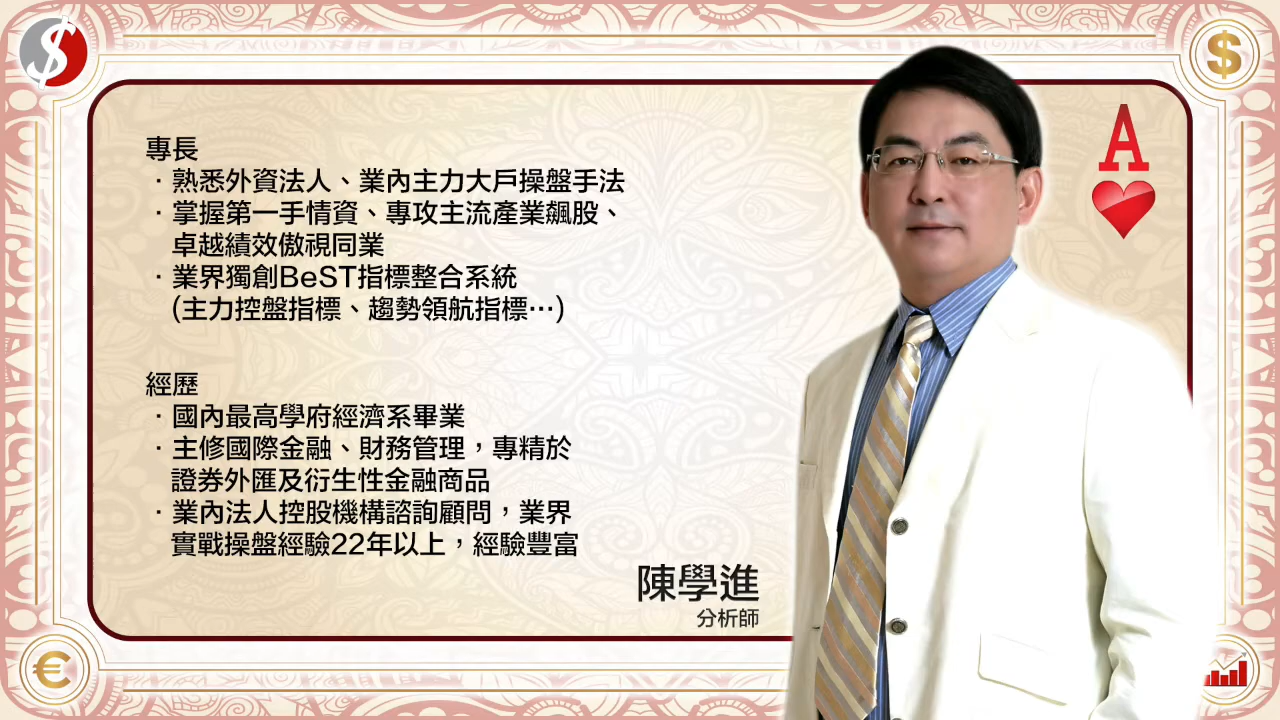 專長
·熟悉外資法人、業內主力大戶操盤手法
·掌握第一手情資、專攻主流產業飆股、
卓越績效傲視同業
·業界獨創BeST指標整合系統
(主力控盤指標、趨勢領航指標…)
經歷
·國內最高學府經濟系畢業
·主修國際金融、財務管理，專精於
證券外匯及衍生性金融商品
·業內法人控股機構諮詢顧問，業界
實戰操盤經驗22年以上，經驗豐富
陳學進
分析師
A
$
$
€